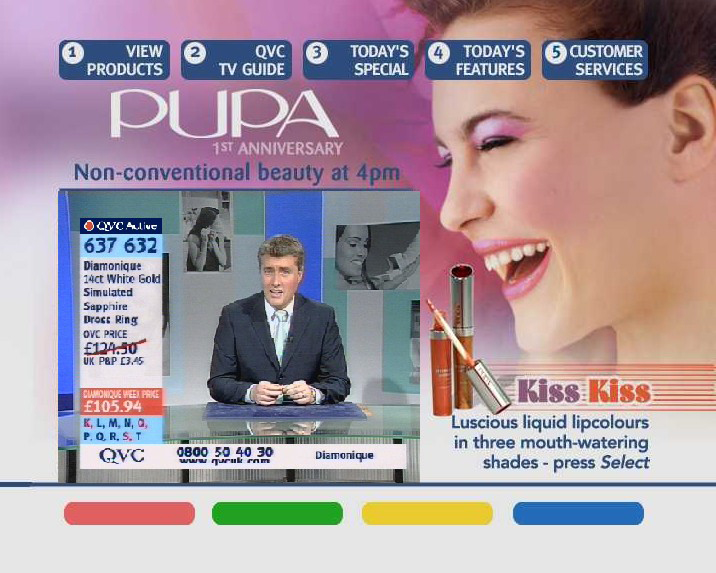 1 VIEW PRODUCTS
2 QVC TV GUIDE
3 TODAY'S SPECIAL
4 TODAY'S FEATURES
5 CUSTOMER SERVICES
PUPA
1ST ANNIVERSARY
Non-conventional beauty at 4pm
QVC Active
637 632
Diamonique
14ct White Gold
Simulated
Sapphire
Dress Ring
QVC PRICE
£124.50
UK P&P £3.45
DIAMONIQUE WEEK PRICE
£105.94
K, L, M, N, O,
P, Q, R, S, T
QVC
0800 50 40 30
www.qvcuk.com
Diamonique
Kiss Kiss
Luscious liquid lipcolours
in three mouth-watering
shades - press Select